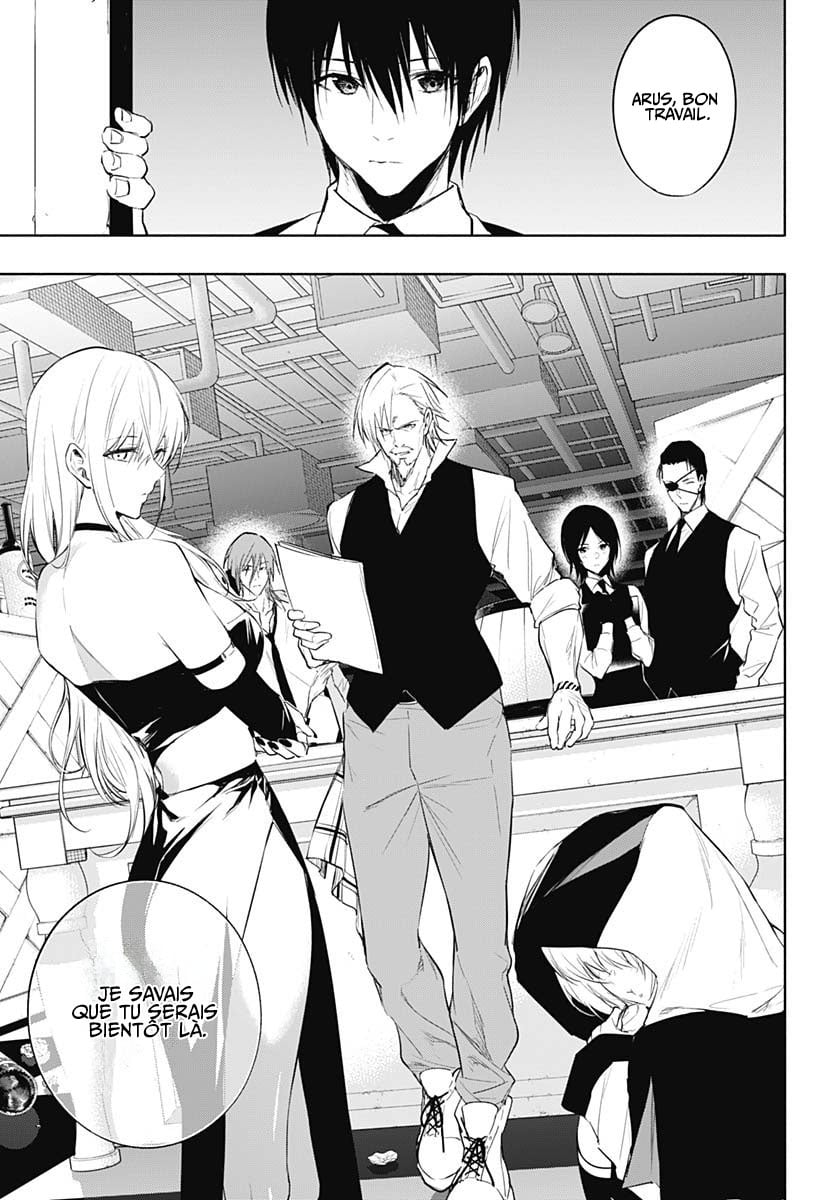 ARUS, BON
TRAVAIL.
JE SAVAIS
QUE TU SERAIS
BIENTÔT LÀ.